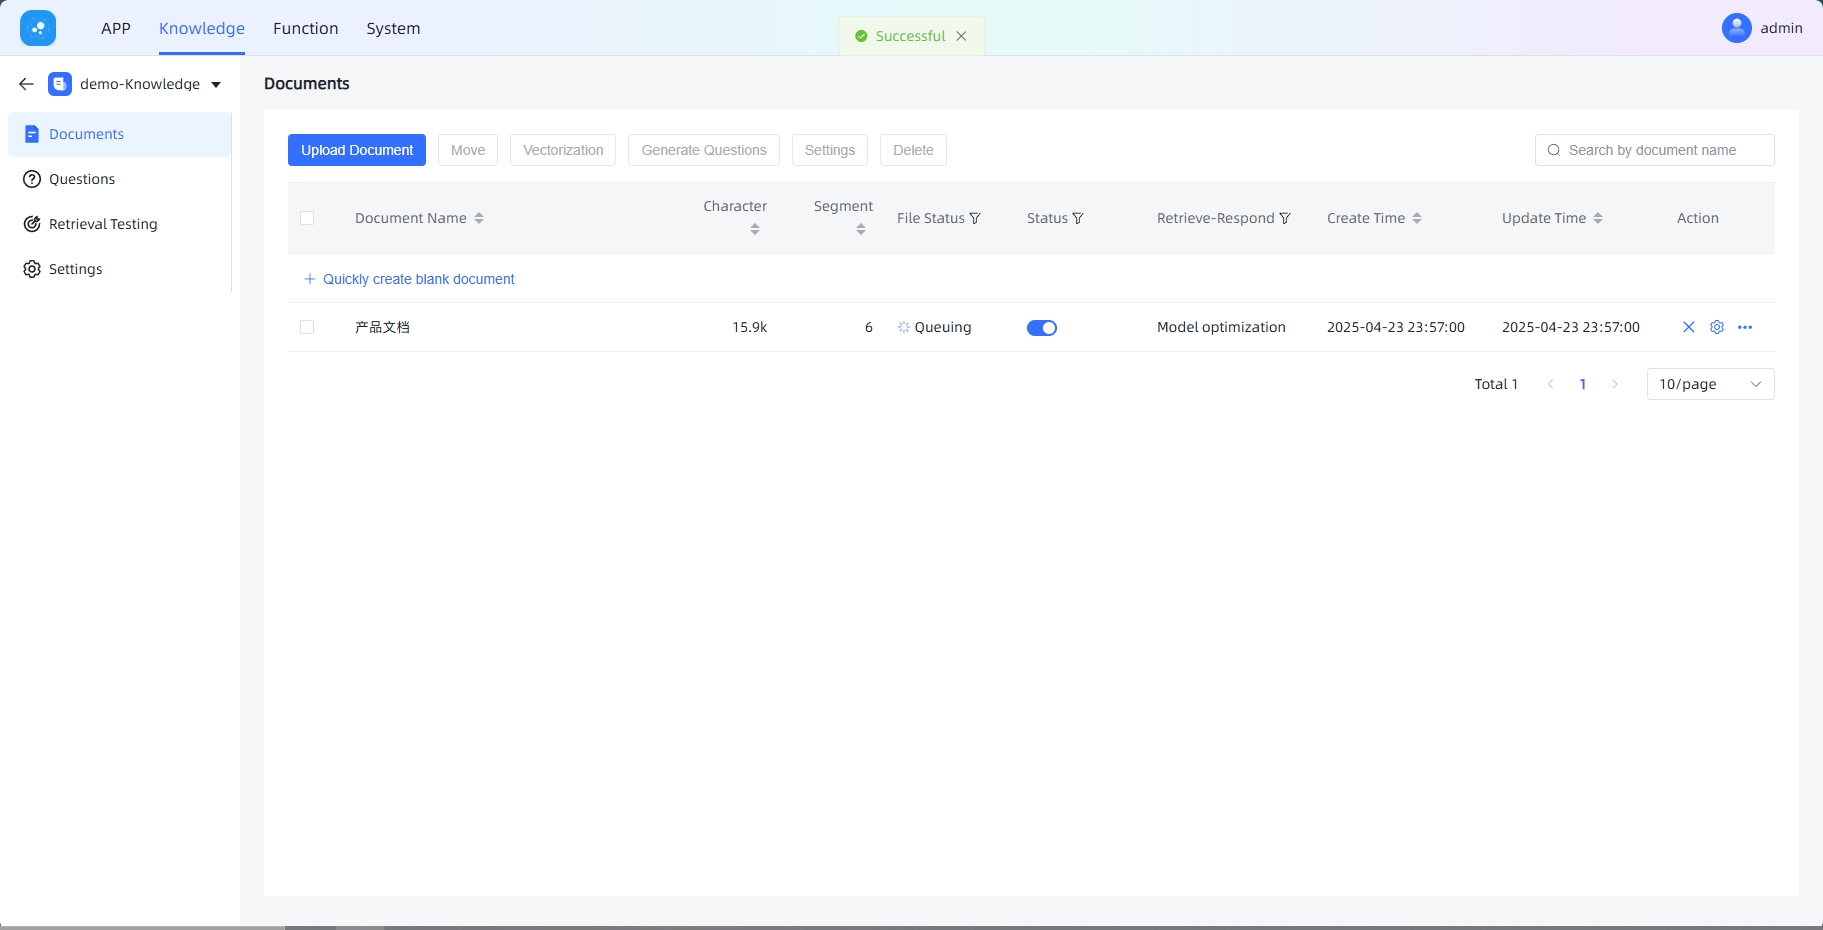 APP Knowledge Function System
Successful
admin
demo-Knowledge
Documents
Questions
Retrieval Testing
Settings
Documents
Upload Document Move Vectorization Generate Questions Settings Delete
Search by document name
Document Name Character Segment File Status Status Retrieve-Respond Create Time Update Time Action
Quickly create blank document
产品文档 15.9k 6 Queuing Model optimization 2025-04-23 23:57:00 2025-04-23 23:57:00
Total 1 1 10/page